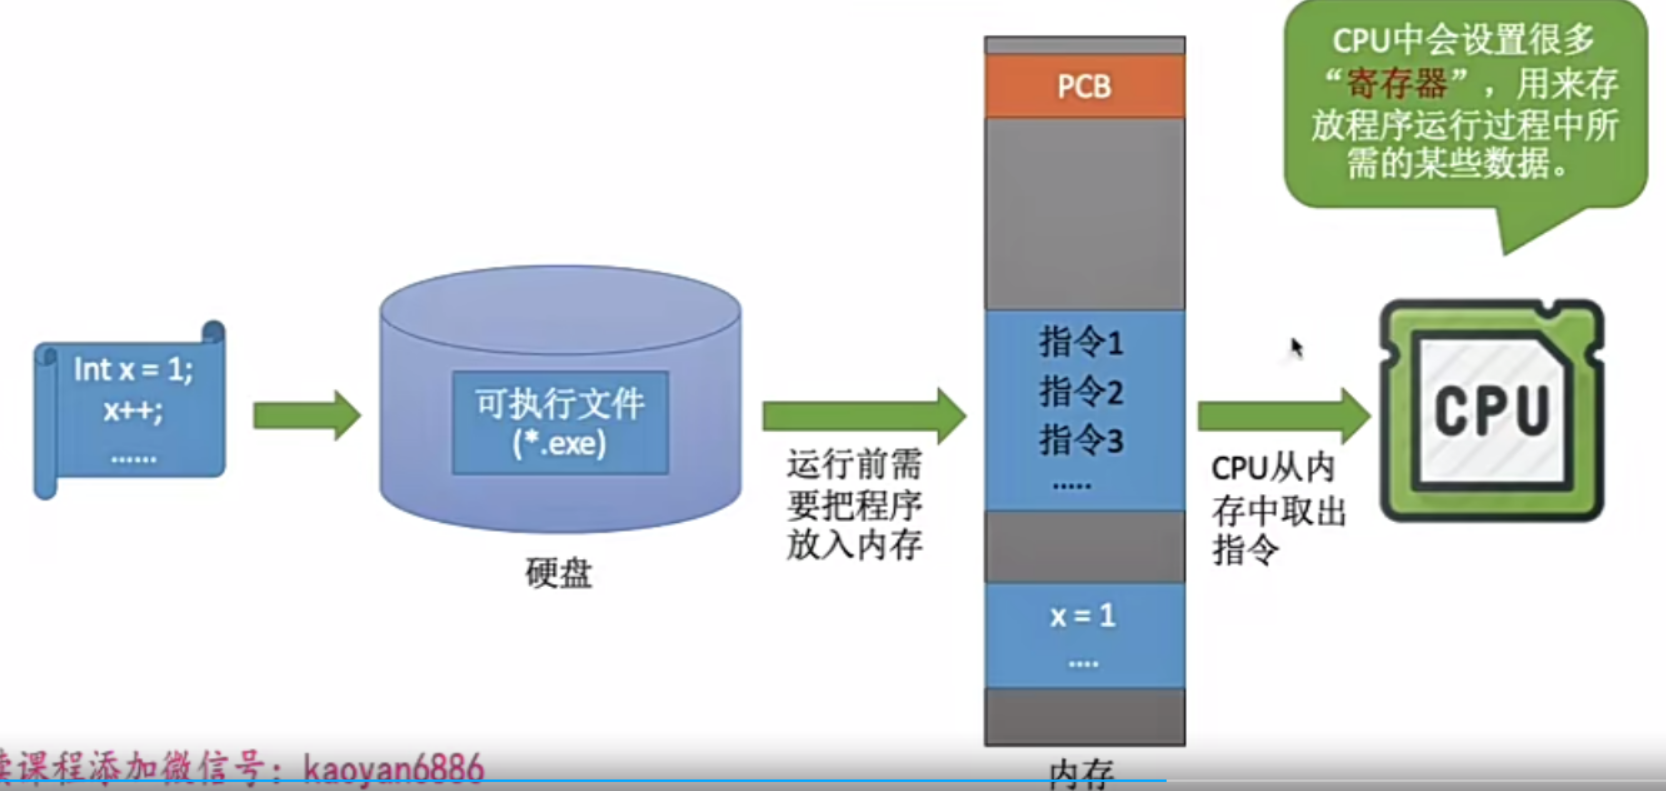 CPU中会设置很多
“寄存器”，用来存
放程序运行过程中所
需的某些数据。
PCB
Int x = 1;
x++;
......
可执行文件
(*.exe)
硬盘
运行前需
要把程序
放入内存
指令1
指令2
指令3
.....
x = 1
....
内存
CPU从内
存中取出
指令
CPU
课程添加微信号：kaoyan6886